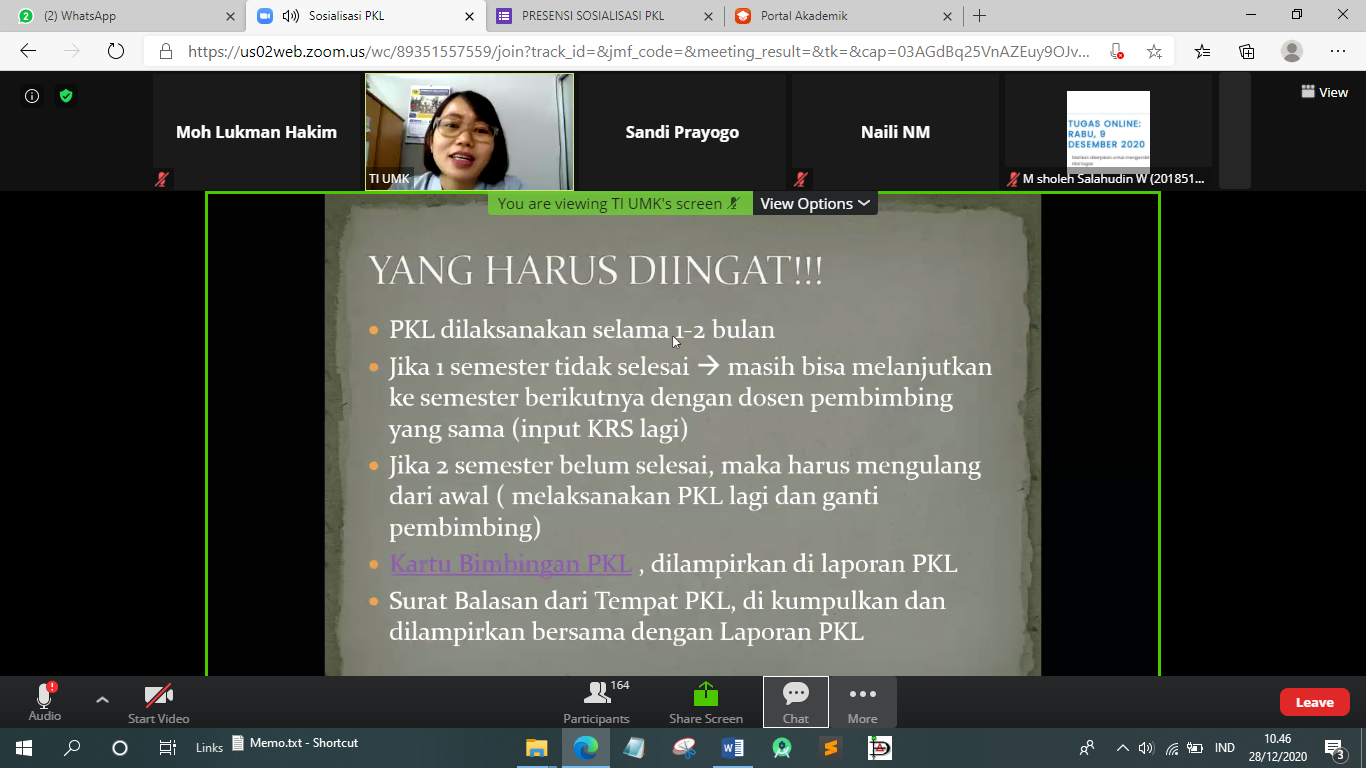 (2) WhatsApp
Sosialisasi PKL
PRESENSI SOSIALISASI PKL
Portal Akademik
https://us02web.zoom.us/wc/89351557559/join?track_id=&jmf_code=&meeting_result=&tk=&cap=03AGdBq25VnAZEuy9OJv...
View
Moh Lukman Hakim
TI UMK
Sandi Prayogo
Naili NM
TUGAS ONLINE:
RABU, 9
DESEMBER 2020
M sholeh Salahudin W (201851...
You are viewing TI UMK's screen
View Options
YANG HARUS DIINGAT!!!
PKL dilaksanakan selama 1-2 bulan
Jika 1 semester tidak selesai → masih bisa melanjutkan
ke semester berikutnya dengan dosen pembimbing
yang sama (input KRS lagi)
Jika 2 semester belum selesai, maka harus mengulang
dari awal ( melaksanakan PKL lagi dan ganti
pembimbing)
Kartu Bimbingan PKL , dilampirkan di laporan PKL
Surat Balasan dari Tempat PKL, di kumpulkan dan
dilampirkan bersama dengan Laporan PKL
Audio
Start Video
Participants
164
Share Screen
Chat
More
Leave
Links
Memo.txt - Shortcut
IND
10.46
28/12/2020
3